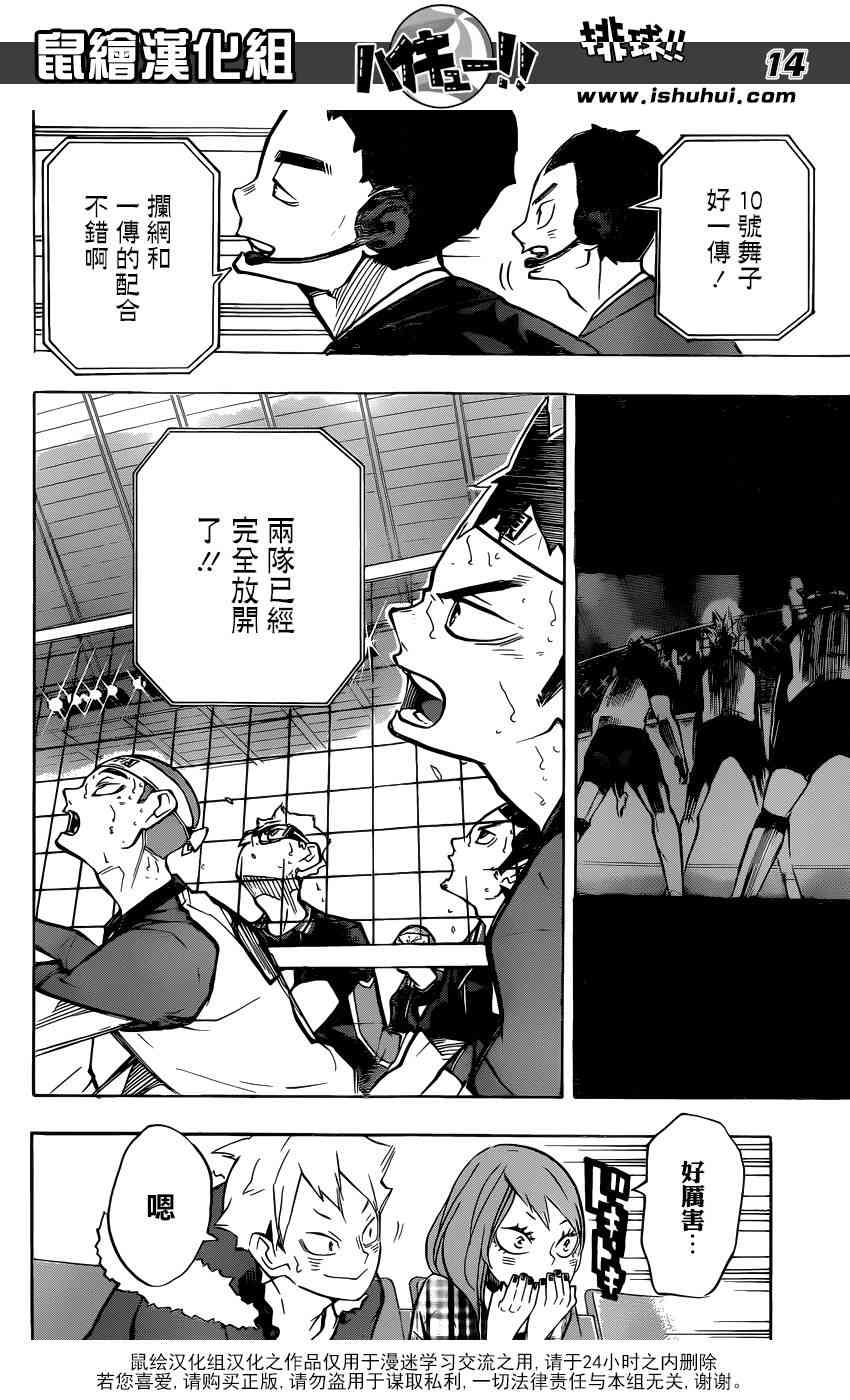 鼠繪漢化組
ハイキュー!!
排球!!
14
www.ishuhui.com
10號舞子
好一傳！
攔網和
一傳的配合
不錯啊
兩隊已經
完全放開
了!!
好厲害…
嗯
鼠绘汉化组汉化之作品仅用于漫迷学习交流之用, 请于24小时之内删除
若您喜爱, 请购买正版, 请勿盗用于谋取私利, 一切法律责任与本组无关, 谢谢.